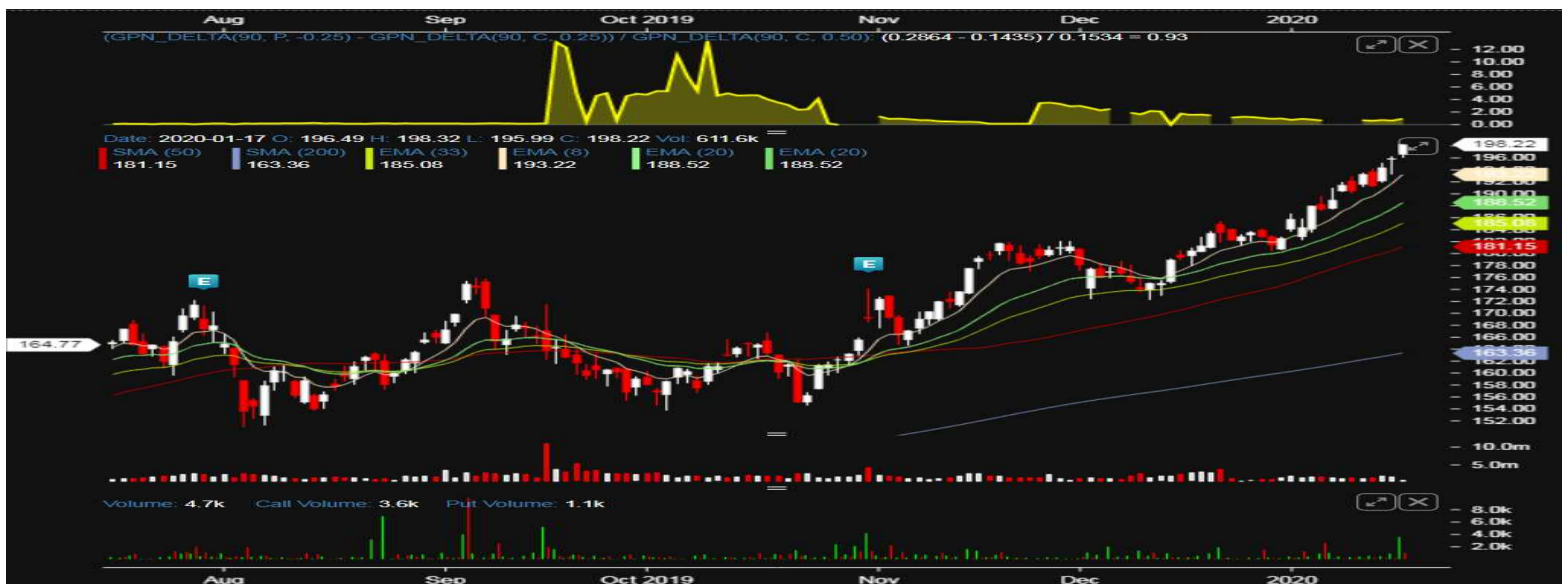 Aug Sep Oct 2019 Nov Dec 2020
(GPN_DELTA(90, P, -0.25) - GPN_DELTA(90, C, 0.25)) / GPN_DELTA(90, C, 0.50): (0.2864 - 0.1435) / 0.1534 = 0.93
12.00
10.00
8.00
6.00
4.00
2.00
0.00
Date: 2020-01-17 O: 196.49 H: 198.32 L: 195.99 C: 198.22 Vol: 611.6k
SMA (50) SMA (200) EMA (33) EMA (8) EMA (20) EMA (20)
181.15 163.36 185.08 193.22 188.52 188.52
198.22
196.00
192.00
190.00
188.52
185.08
181.15
178.00
176.00
174.00
172.00
170.00
168.00
166.00
164.77
163.36
160.00
158.00
156.00
154.00
152.00
E
E
10.0m
5.0m
Volume: 4.7k Call Volume: 3.6k Put Volume: 1.1k
8.0k
6.0k
4.0k
2.0k
Aug Sep Oct 2019 Nov Dec 2020